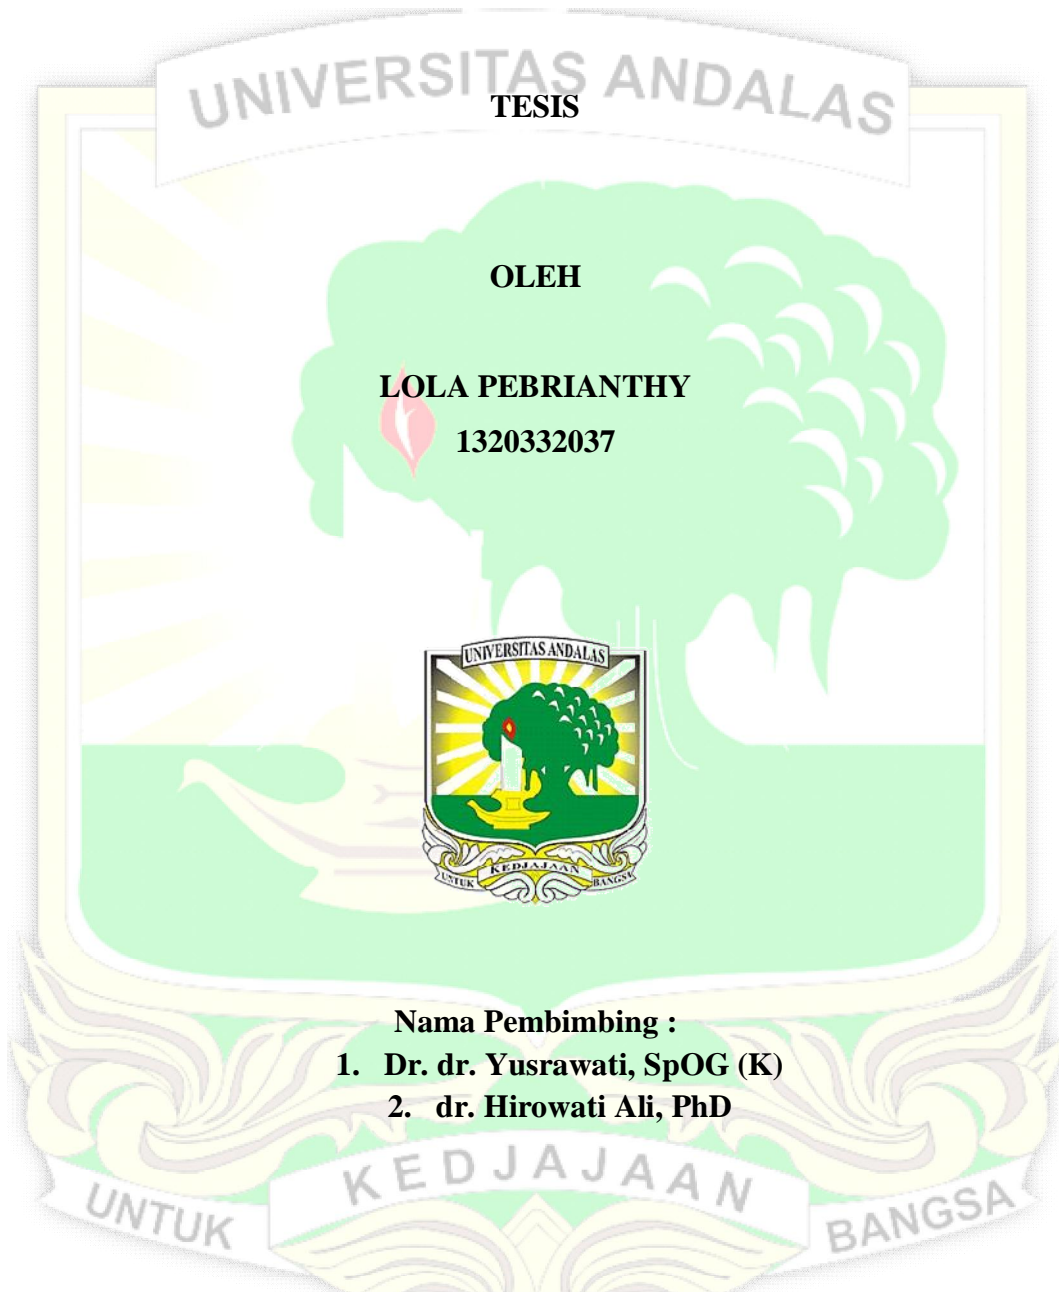 UNIVERSITAS ANDALAS
TESIS
OLEH
LOLA PEBRIANTHY
1320332037
UNIVERSITAS ANDALAS
UNTUK KEDJAJAAN BANGSA
Nama Pembimbing :
1. Dr. dr. Yusrawati, SpOG (K)
2. dr. Hirowati Ali, PhD
UNTUK KEDJAJAAN BANGSA